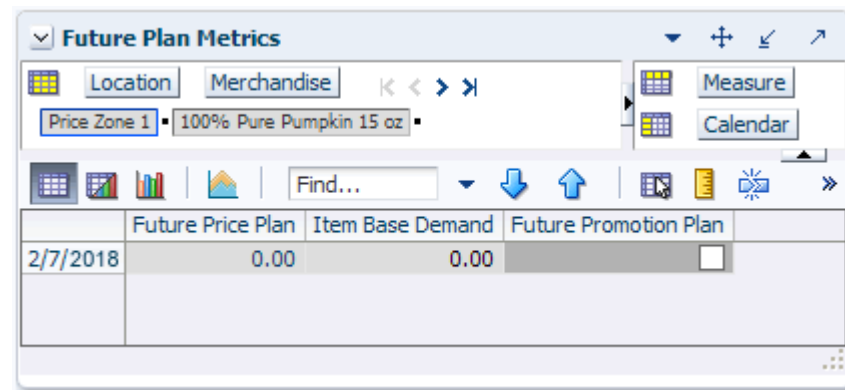 Future Plan Metrics
Location Merchandise Measure
Price Zone 1 100% Pure Pumpkin 15 oz Calendar
Find...
Future Price Plan Item Base Demand Future Promotion Plan
2/7/2018 0.00 0.00